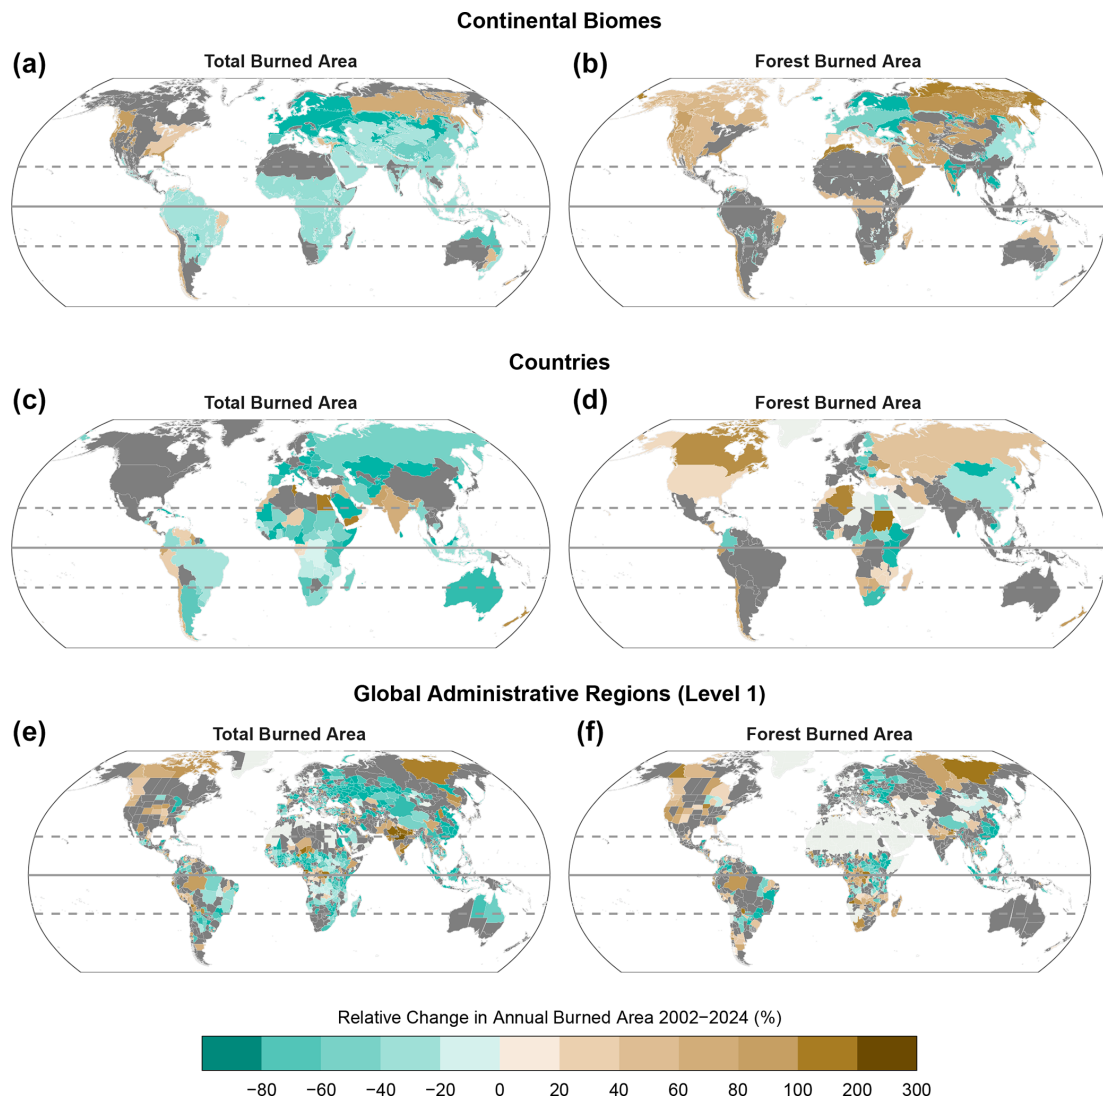 Continental Biomes
(a)
Total Burned Area
(b)
Forest Burned Area
Countries
(c)
Total Burned Area
(d)
Forest Burned Area
Global Administrative Regions (Level 1)
(e)
Total Burned Area
(f)
Forest Burned Area
Relative Change in Annual Burned Area 2002−2024 (%)
−80 −60 −40 −20 0 20 40 60 80 100 200 300